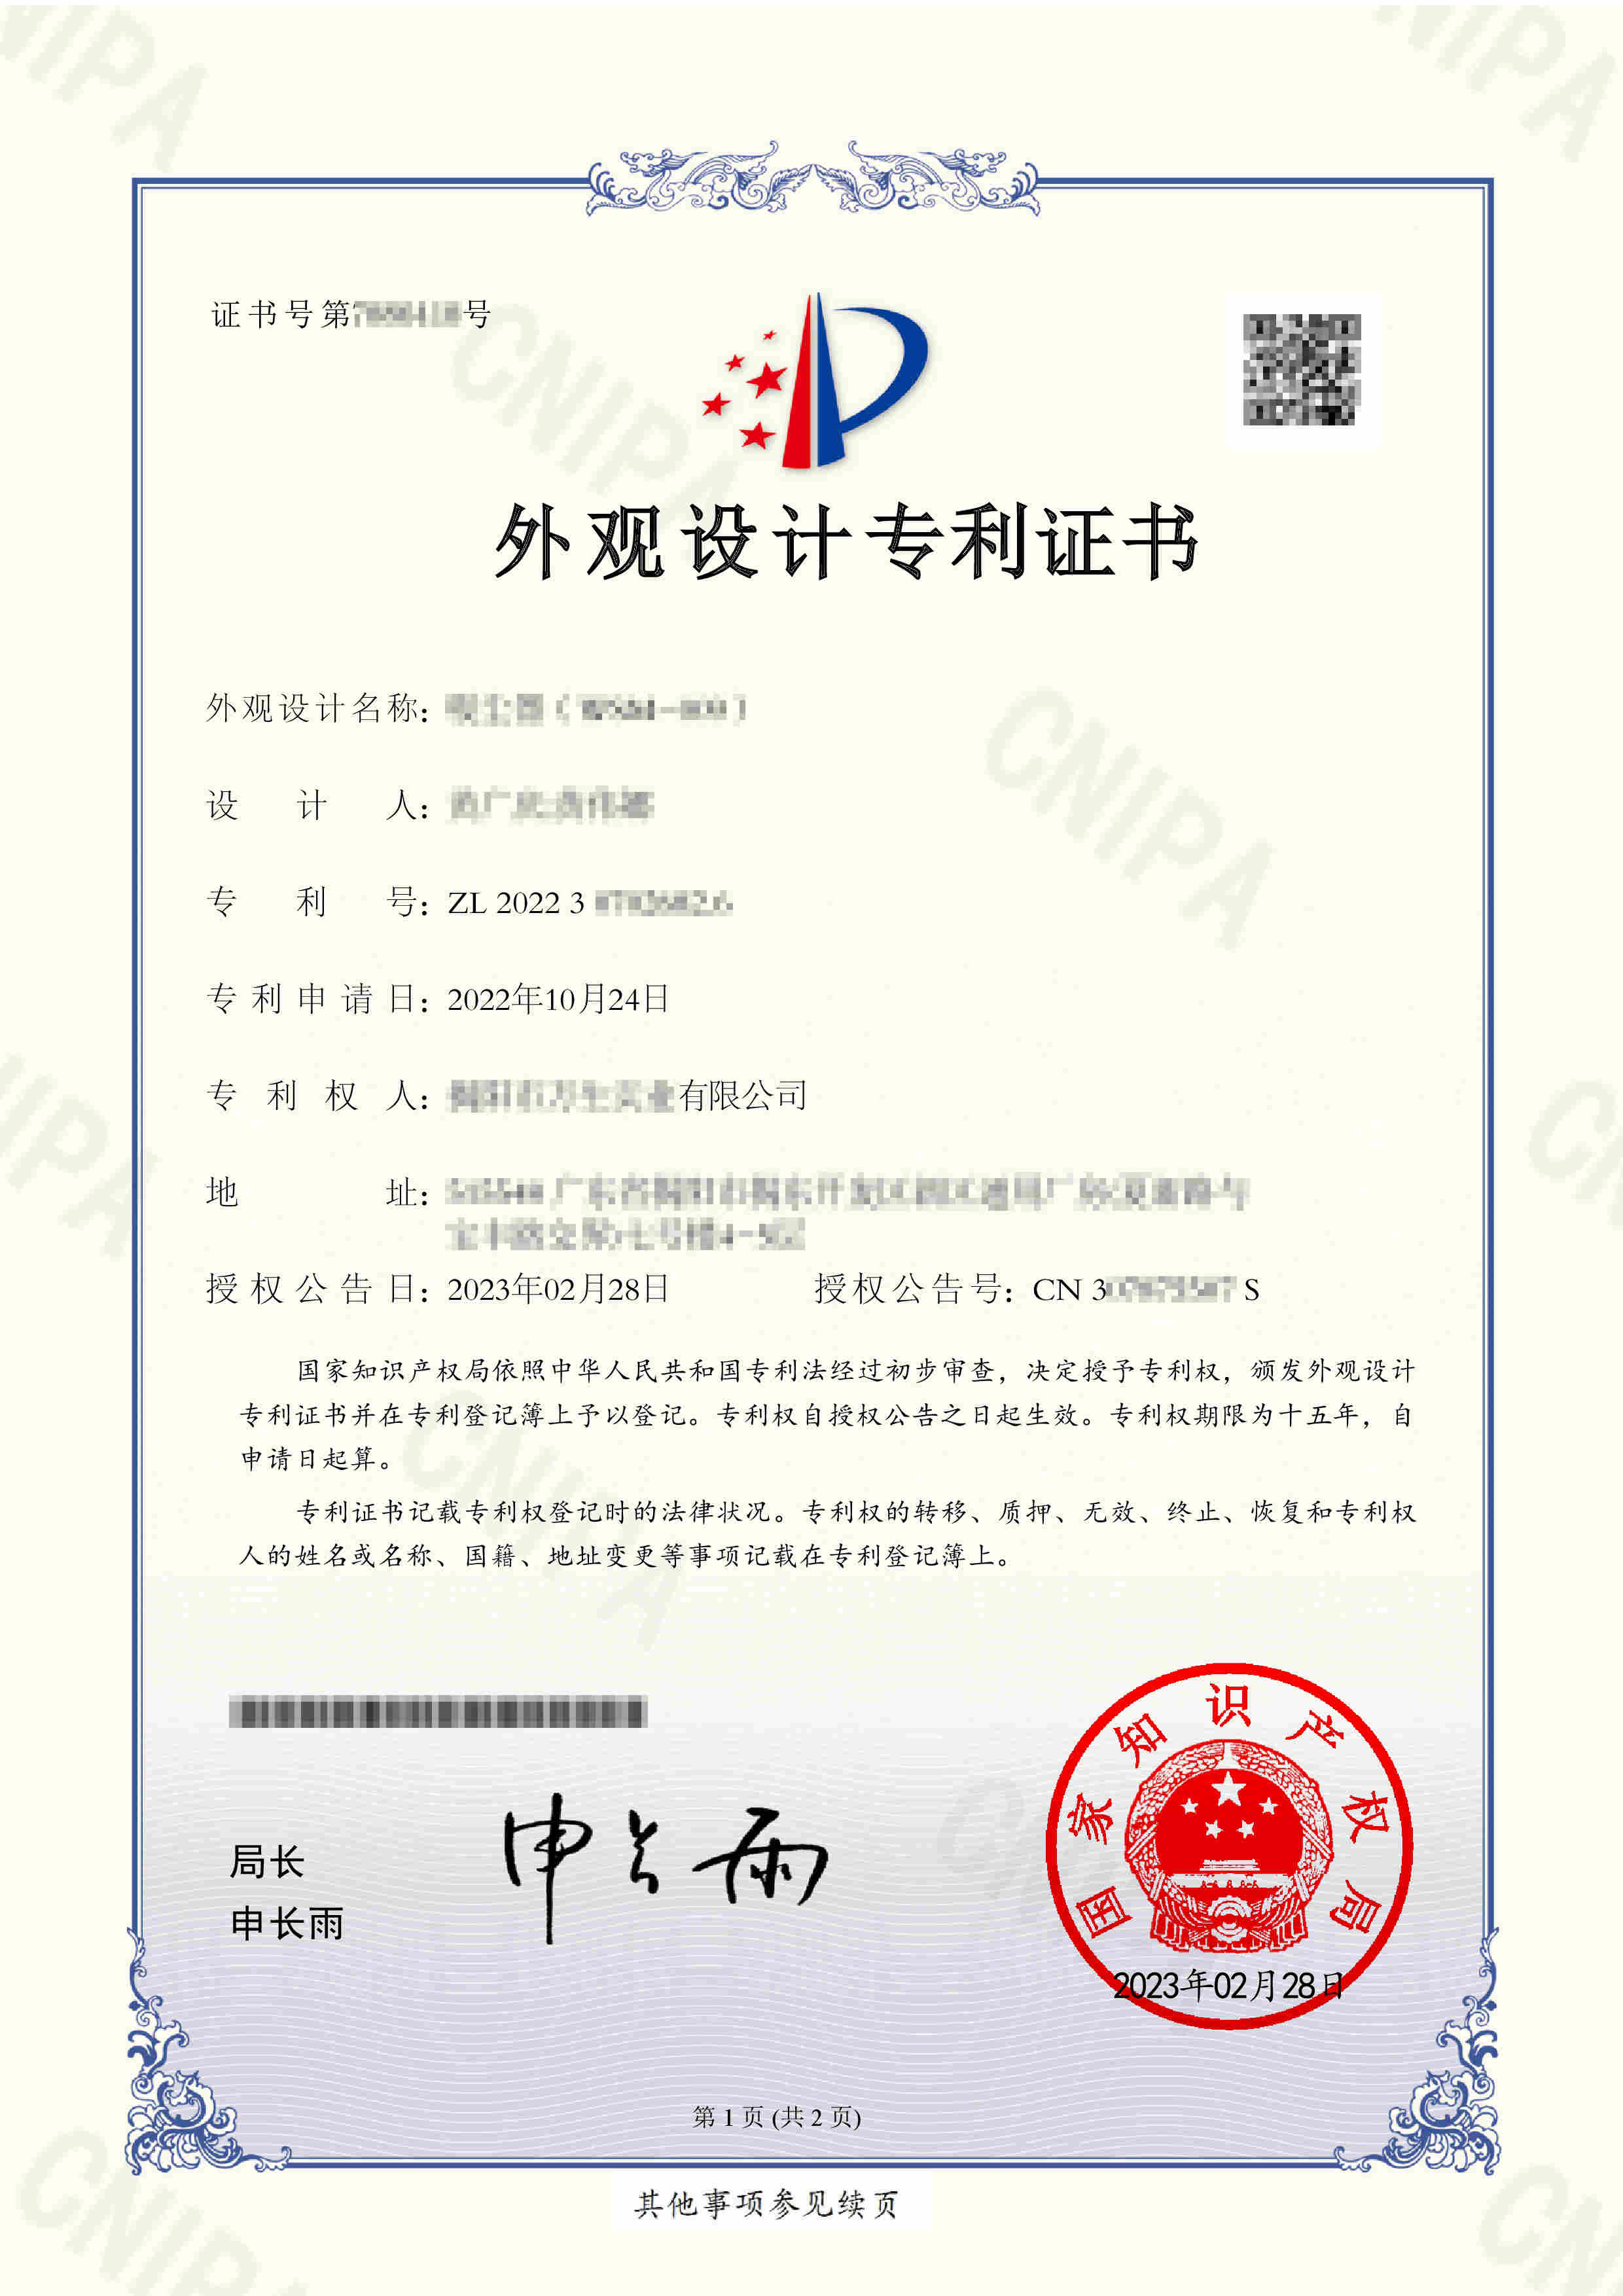 证书号第 号
外观设计专利证书
外观设计名称：
设计人：
专利号：ZL 2022 3
专利申请日：2022年10月24日
专利权人： 有限公司
地址：
授权公告日：2023年02月28日 授权公告号：CN 3 S
国家知识产权局依照中华人民共和国专利法经过初步审查，决定授予专利权，颁发外观设计
专利证书并在专利登记簿上予以登记。专利权自授权公告之日起生效。专利权期限为十五年，自
申请日起算。
专利证书记载专利权登记时的法律状况。专利权的转移、质押、无效、终止、恢复和专利权
人的姓名或名称、国籍、地址变更等事项记载在专利登记簿上。
局长
申长雨
申长雨
国家知识产权局
2023年02月28日
第 1 页 (共 2 页)
其他事项参见续页
CNIPA
CNIPA
CNIPA
CNIPA